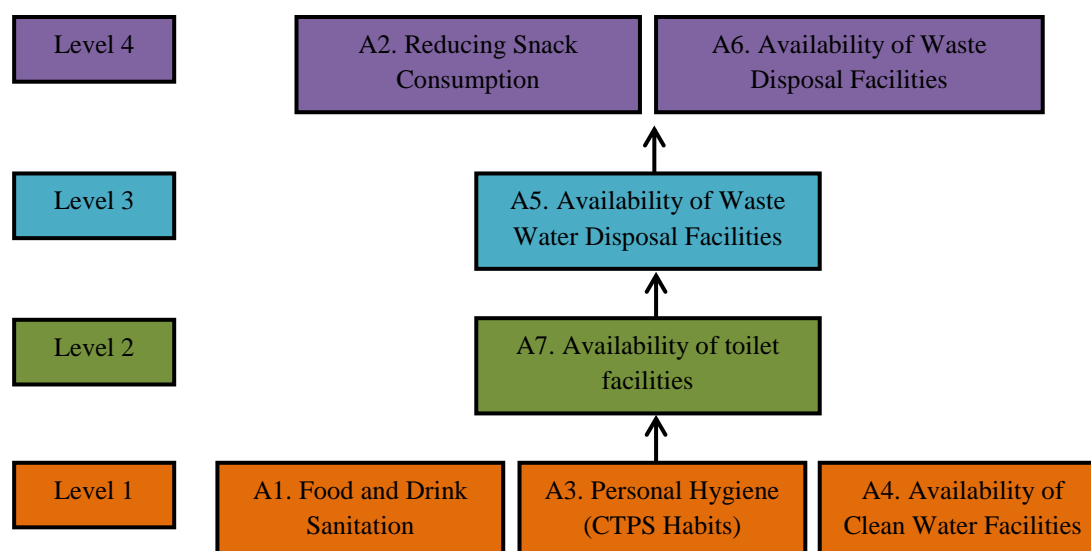 Level 4
A2. Reducing Snack
Consumption
A6. Availability of Waste
Disposal Facilities
Level 3
A5. Availability of Waste
Water Disposal Facilities
Level 2
A7. Availability of toilet
facilities
Level 1
A1. Food and Drink
Sanitation
A3. Personal Hygiene
(CTPS Habits)
A4. Availability of
Clean Water Facilities